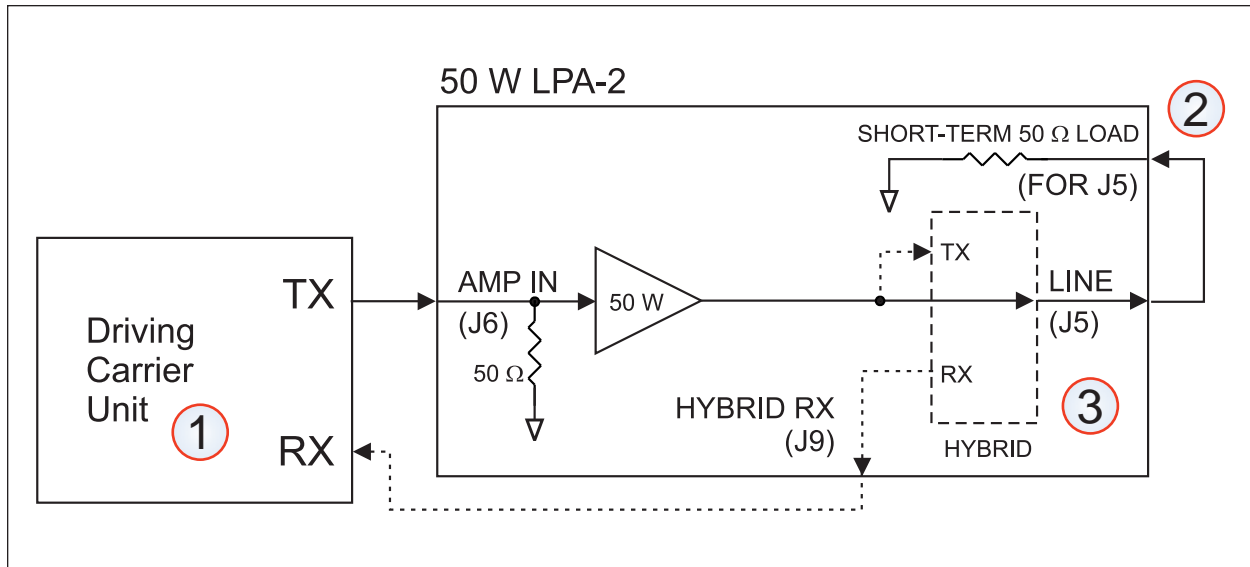 50 W LPA-2
2
SHORT-TERM 50 Ω LOAD
(FOR J5)
TX
AMP IN
(J6)
50 Ω
50 W
TX
LINE
(J5)
RX
HYBRID RX
(J9)
HYBRID
3
Driving
Carrier
Unit
1
RX